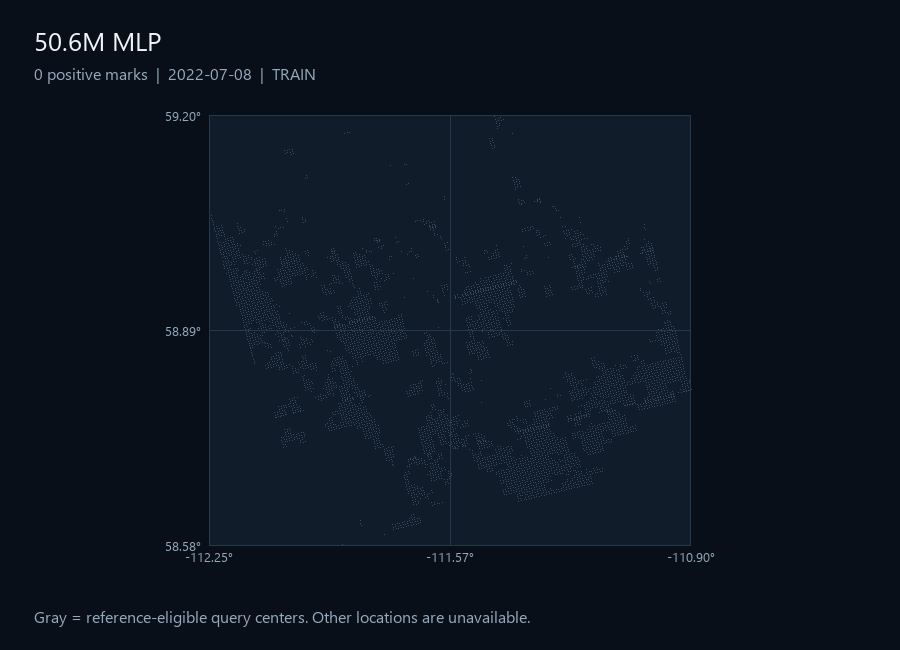 50.6M MLP
0 positive marks | 2022-07-08 | TRAIN
59.20°
58.89°
58.58°
-112.25°
-111.57°
-110.90°
Gray = reference-eligible query centers. Other locations are unavailable.